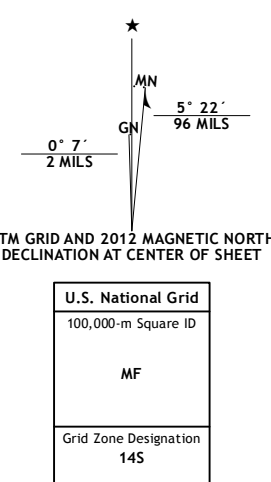 ★
MN
GN
5° 22´
96 MILS
0° 7´
2 MILS
TM GRID AND 2012 MAGNETIC NORTH
DECLINATION AT CENTER OF SHEET
U.S. National Grid
100,000-m Square ID
MF
Grid Zone Designation
14S